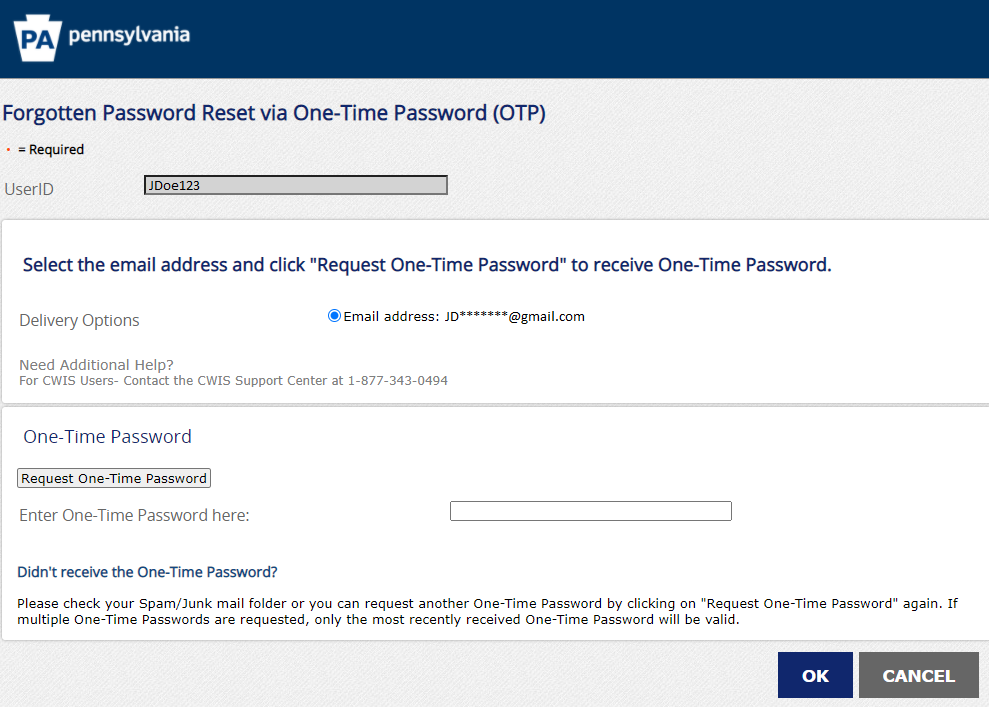 PA pennsylvania
Forgotten Password Reset via One-Time Password (OTP)
• = Required
UserID JDoe123
Select the email address and click "Request One-Time Password" to receive One-Time Password.
Delivery Options Email address: JD*******@gmail.com
Need Additional Help?
For CWIS Users- Contact the CWIS Support Center at 1-877-343-0494
One-Time Password
Request One-Time Password
Enter One-Time Password here:
Didn't receive the One-Time Password?
Please check your Spam/Junk mail folder or you can request another One-Time Password by clicking on "Request One-Time Password" again. If
multiple One-Time Passwords are requested, only the most recently received One-Time Password will be valid.
OK CANCEL